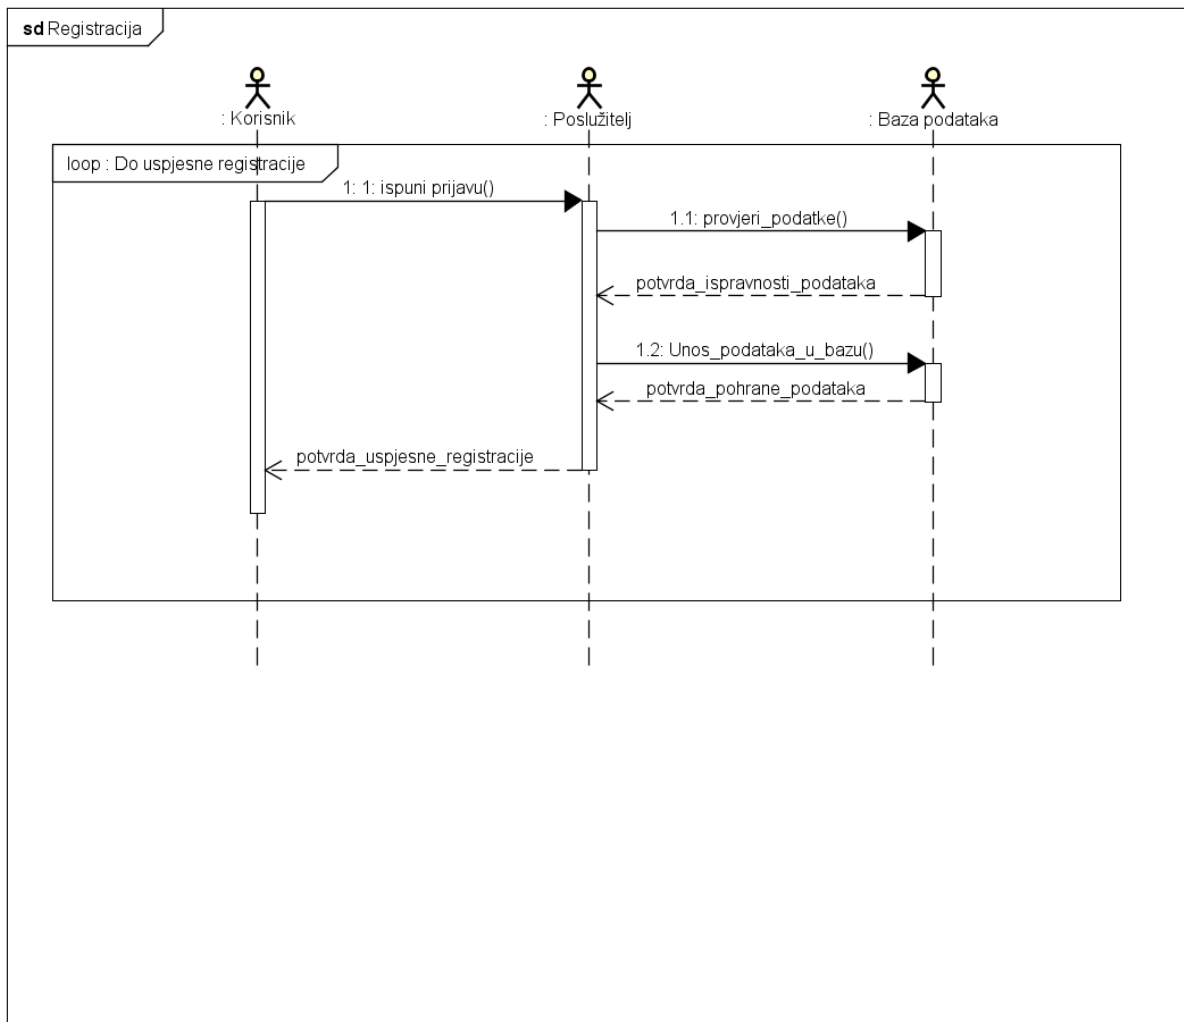 sd Registracija
: Korisnik
: Poslužitelj
: Baza podataka
loop : Do uspjesne registracije
1: 1: ispuni prijavu()
1.1: provjeri_podatke()
potvrda_ispravnosti_podataka
1.2: Unos_podataka_u_bazu()
potvrda_pohrane_podataka
potvrda_uspjesne_registracije